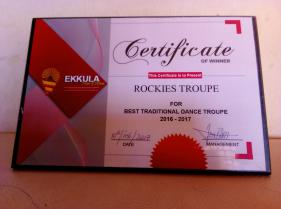 Certificate
OF WINNER
EKKULA
This Certificate is to Present
ROCKIES TROUPE
FOR
BEST TRADITIONAL DANCE TROUPE
2016 - 2017
DATE
MANAGEMENT